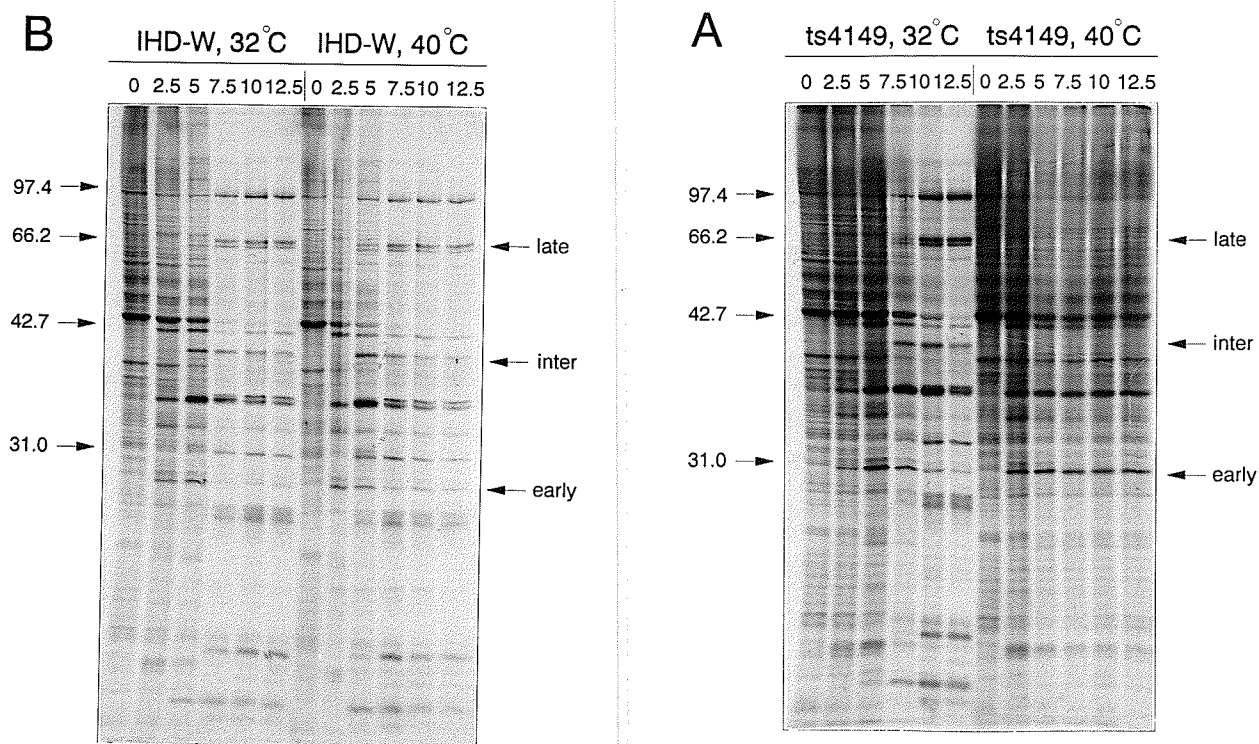 B
IHD-W, 32°C IHD-W, 40°C
0 2.5 5 7.5 10 12.5 0 2.5 5 7.5 10 12.5
97.4
66.2
42.7
31.0
late
inter
early
A
ts4149, 32°C ts4149, 40°C
0 2.5 5 7.5 10 12.5 0 2.5 5 7.5 10 12.5
97.4
66.2
42.7
31.0
late
inter
early